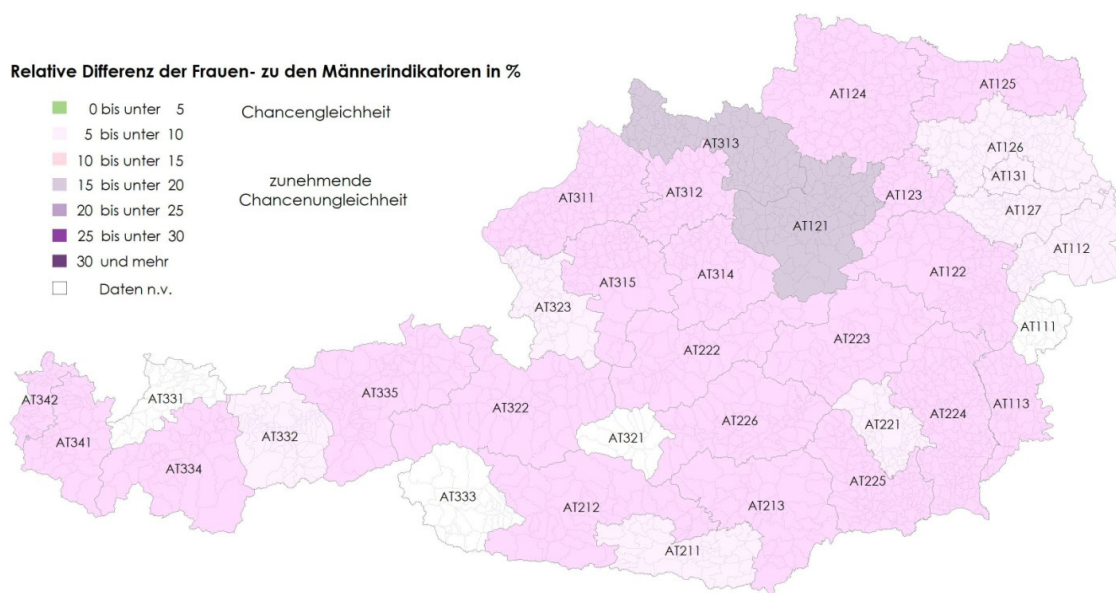 Relative Differenz der Frauen- zu den Männerindikatoren in %
0 bis unter 5 Chancengleichheit
5 bis unter 10
10 bis unter 15
15 bis unter 20 zunehmende
20 bis unter 25 Chancenungleichheit
25 bis unter 30
30 und mehr
Daten n.v.
AT124
AT125
AT126
AT313
AT131
AT312
AT123
AT311
AT127
AT121
AT112
AT122
AT315
AT314
AT323
AT111
AT223
AT222
AT335
AT331
AT342
AT322
AT113
AT224
AT226
AT221
AT321
AT332
AT341
AT334
AT225
AT333
AT212
AT213
AT211